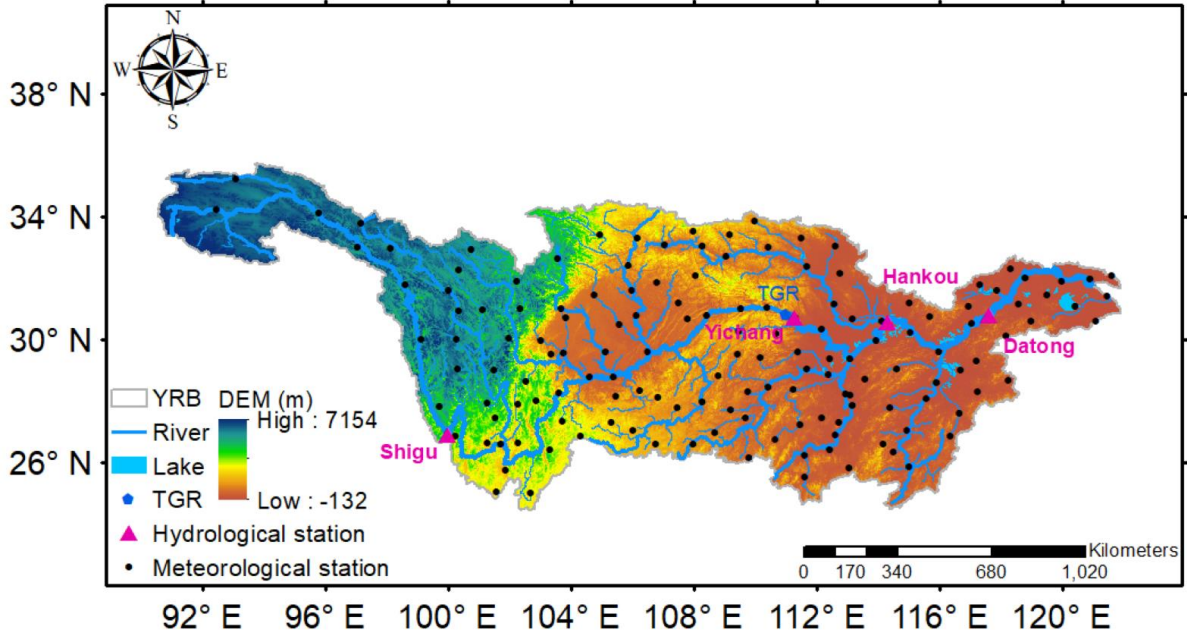 N
W E
S
38° N
34° N
30° N
26° N
Hankou
TGR
Yichang
Datong
Shigu
YRB DEM (m)
High : 7154
River
Lake
TGR
Low : -132
Hydrological station
Meteorological station
Kilometers
0 170 340 680 1,020
92° E 96° E 100° E 104° E 108° E 112° E 116° E 120° E